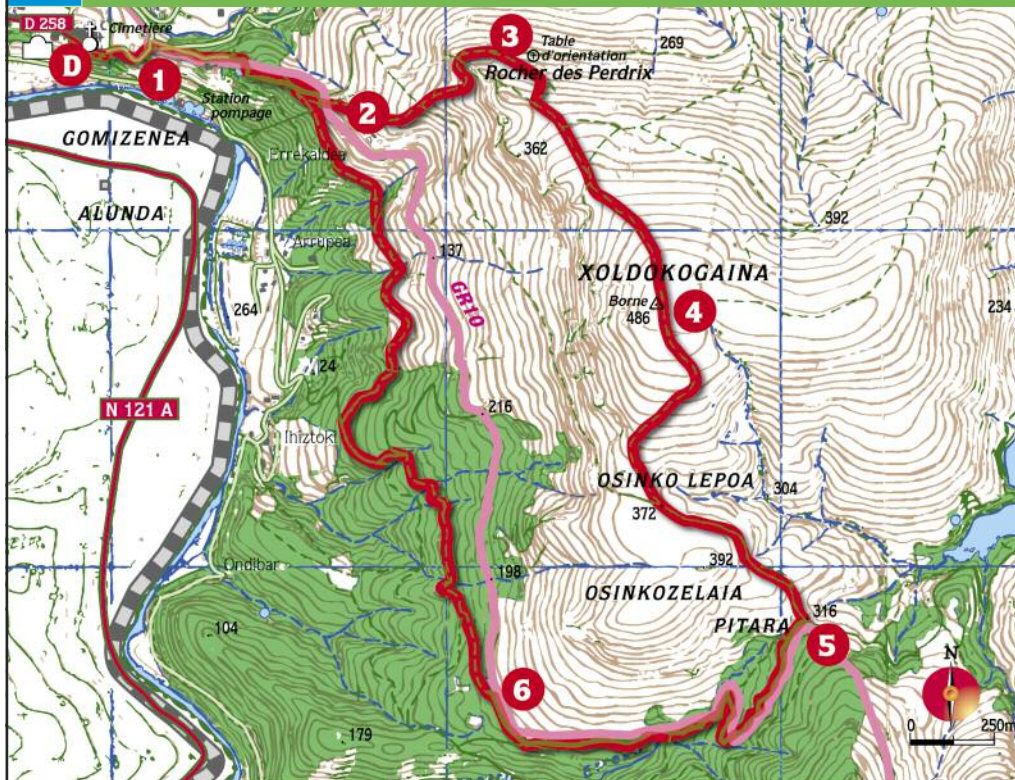 D 258
Cimetière
D
1
Station
pompage
GOMIZENEA
ALUNDA
3
Table
d'orientation
Rocher des Perdrix
269
2
Errekaldea
362
392
Arrupea
137
GR10
XOLDOKOGAINA
Borne
486
4
264
234
124
N 121 A
216
Ihiztoki
OSINKO LEPOA
304
372
392
Ondibar
198
OSINKOZELAIA
316
PITARA
5
104
6
N
179
0
250m